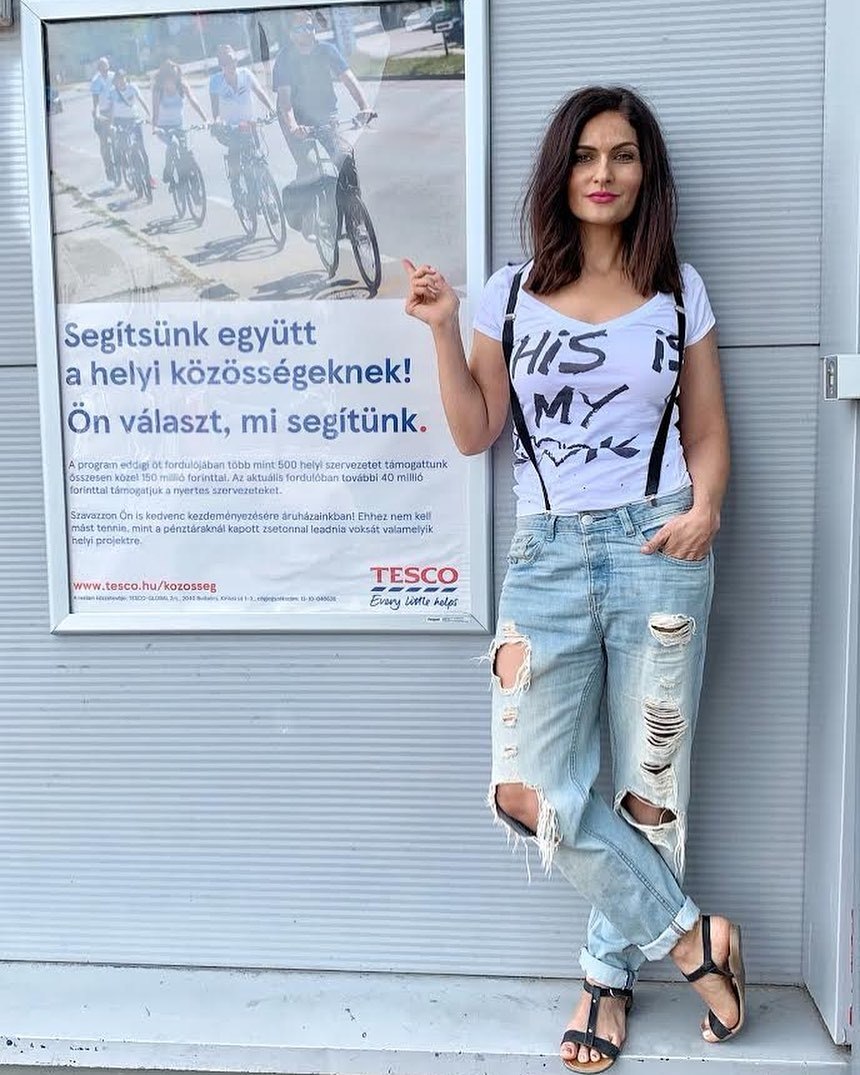 Segítsünk együtt
a helyi közösségeknek!
Ön választ, mi segítünk.
A program eddigi öt fordulójában több mint 500 helyi szervezetet támogattunk
összesen közel 150 millió forinttal. Az aktuális fordulóban további 40 millió
forinttal támogatjuk a nyertes szervezeteket.
Szavazzon Ön is kedvenc kezdeményezésére áruházainkban! Ehhez nem kell
mást tennie, mint a pénztáraknál kapott zsetonnal leadnia voksát valamelyik
helyi projektre.
www.tesco.hu/kozosseg
TESCO
Every little helps
HIS IS
MY